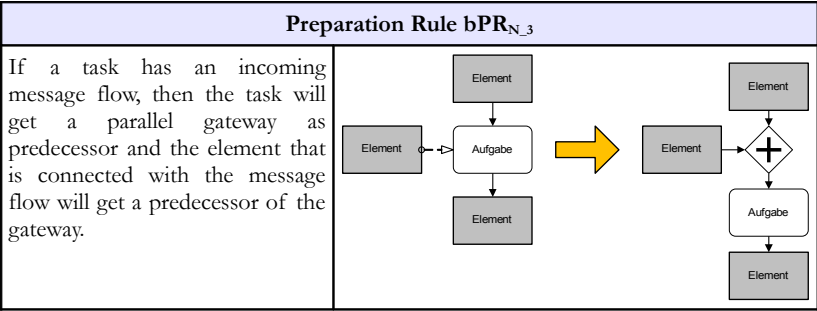 Preparation Rule bPRN_3
If a task has an incoming
message flow, then the task will
get a parallel gateway as
predecessor and the element that
is connected with the message
flow will get a predecessor of the
gateway.
Element
Element
Aufgabe
Element
Element
Element
Aufgabe
Element